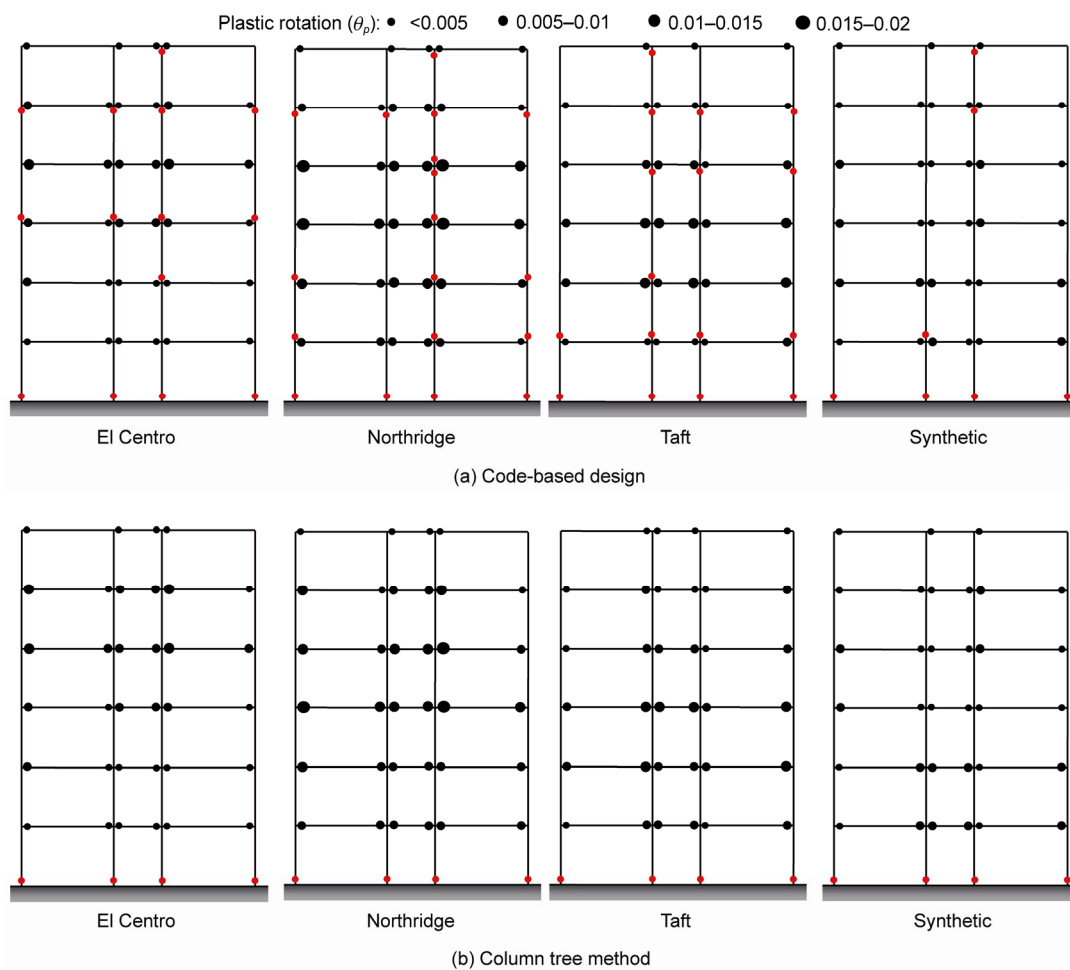 Plastic rotation (θp): <0.005 0.005–0.01 0.01–0.015 0.015–0.02
El Centro Northridge Taft Synthetic
(a) Code-based design
El Centro Northridge Taft Synthetic
(b) Column tree method